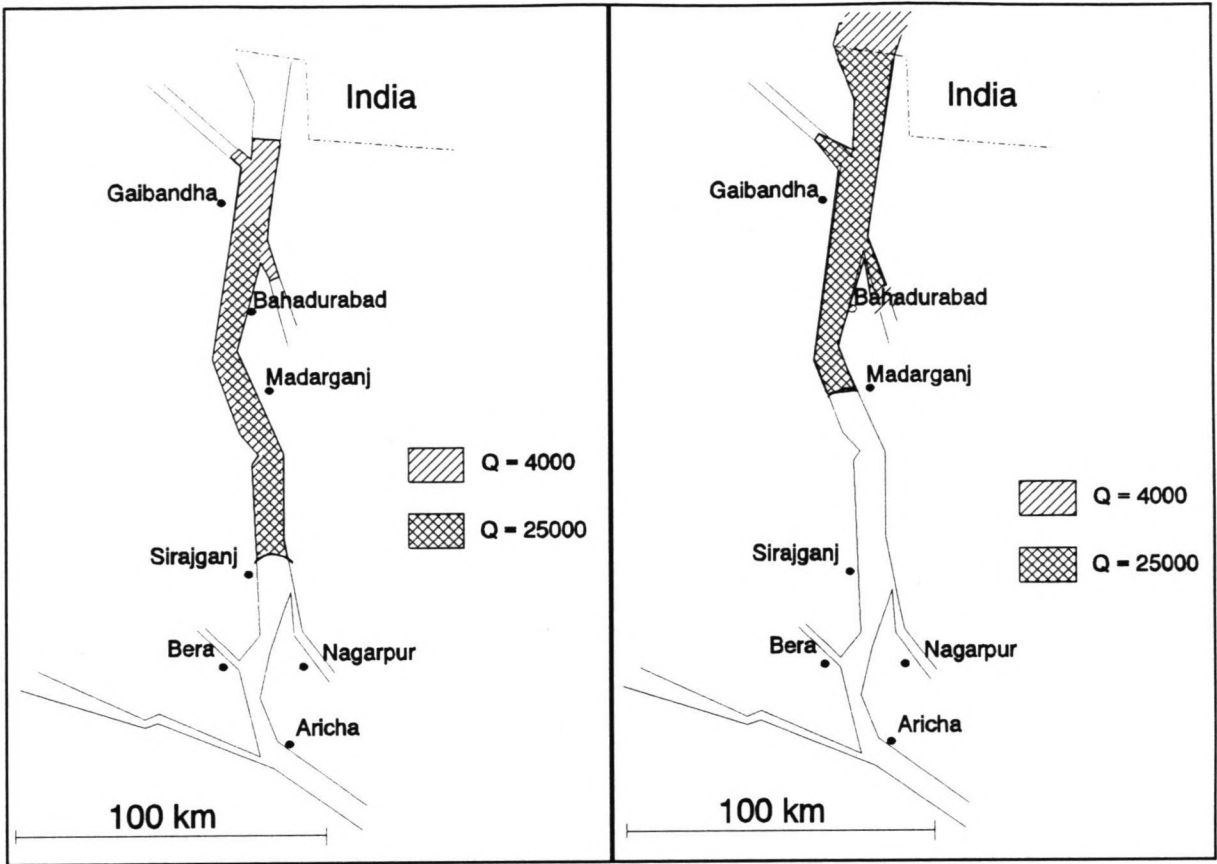 India
Gaibandha
Bahadurabad
Madarganj
Q = 4000
Q = 25000
Sirajganj
Bera
Nagarpur
Aricha
100 km
India
Gaibandha
Bahadurabad
Madarganj
Q = 4000
Q = 25000
Sirajganj
Bera
Nagarpur
Aricha
100 km